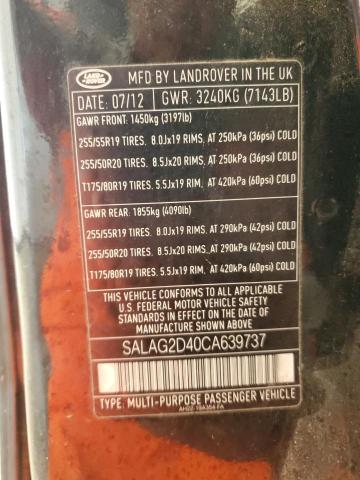 LAND ROVER
MFD BY LANDROVER IN THE UK
DATE: 07/12 GWR: 3240KG (7143LB)
GAWR FRONT: 1450kg (3197lb)
255/55R19 TIRES. 8.0Jx19 RIMS, AT 250kPa (36psi) COLD
255/50R20 TIRES. 8.5Jx20 RIMS, AT 250kPa (36psi) COLD
T175/80R19 TIRES. 5.5Jx19 RIM, AT 420kPa (60psi) COLD
GAWR REAR: 1855kg (4090lb)
255/55R19 TIRES. 8.0Jx19 RIMS, AT 290kPa (42psi) COLD
255/50R20 TIRES. 8.5Jx20 RIMS, AT 290kPa (42psi) COLD
T175/80R19 TIRES. 5.5Jx19 RIM, AT 420kPa (60psi) COLD
THIS VEHICLE CONFORMS TO ALL APPLICABLE
U.S. FEDERAL MOTOR VEHICLE SAFETY
STANDARDS IN EFFECT ON THE DATE OF
MANUFACTURE SHOWN ABOVE
SALAG2D40CA639737
TYPE: MULTI-PURPOSE PASSENGER VEHICLE